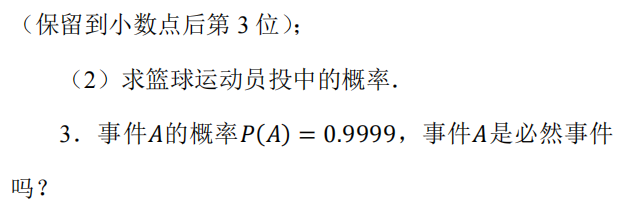 （保留到小数点后第 3 位）；
（2）求篮球运动员投中的概率．
3．事件A的概率P(A) = 0.9999，事件A是必然事件
吗？